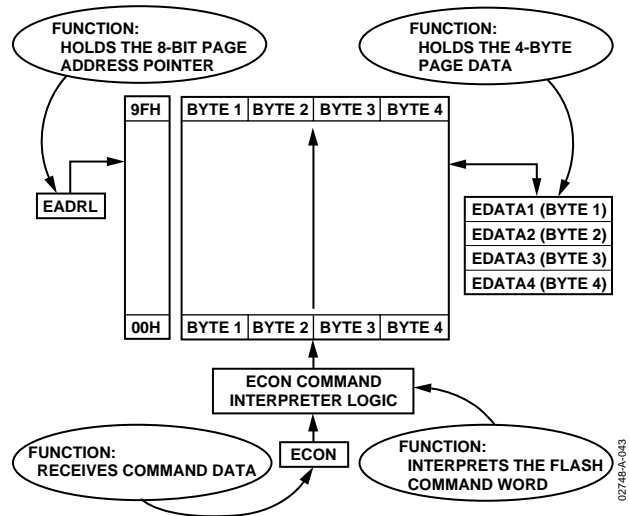 FUNCTION:
HOLDS THE 8-BIT PAGE
ADDRESS POINTER
FUNCTION:
HOLDS THE 4-BYTE
PAGE DATA
9FH
BYTE 1 BYTE 2 BYTE 3 BYTE 4
EADRL
EDATA1 (BYTE 1)
EDATA2 (BYTE 2)
EDATA3 (BYTE 3)
EDATA4 (BYTE 4)
00H
BYTE 1 BYTE 2 BYTE 3 BYTE 4
ECON COMMAND
INTERPRETER LOGIC
FUNCTION:
RECEIVES COMMAND DATA
ECON
FUNCTION:
INTERPRETS THE FLASH
COMMAND WORD
02748-A-043